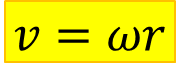 v = ωr